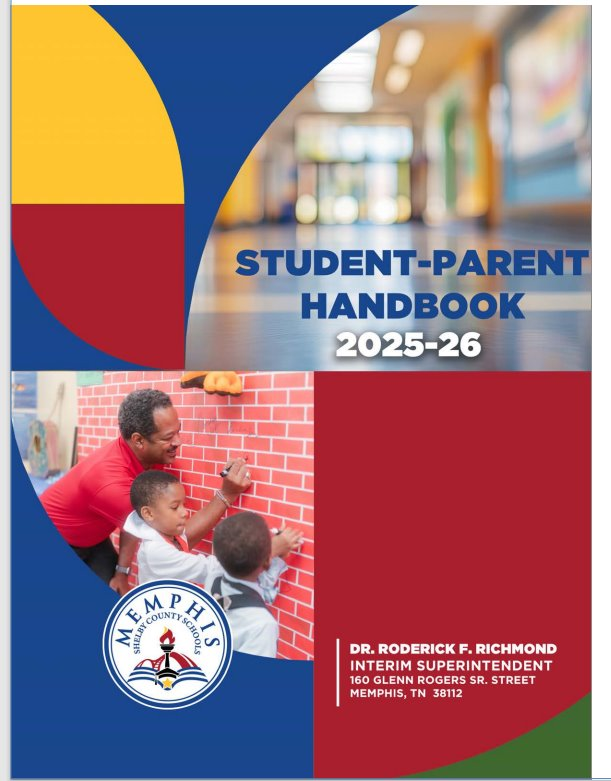 STUDENT-PARENT
HANDBOOK
2025-26
MEMPHIS
SHELBY COUNTY SCHOOLS
DR. RODERICK F. RICHMOND
INTERIM SUPERINTENDENT
160 GLENN ROGERS SR. STREET
MEMPHIS, TN 38112